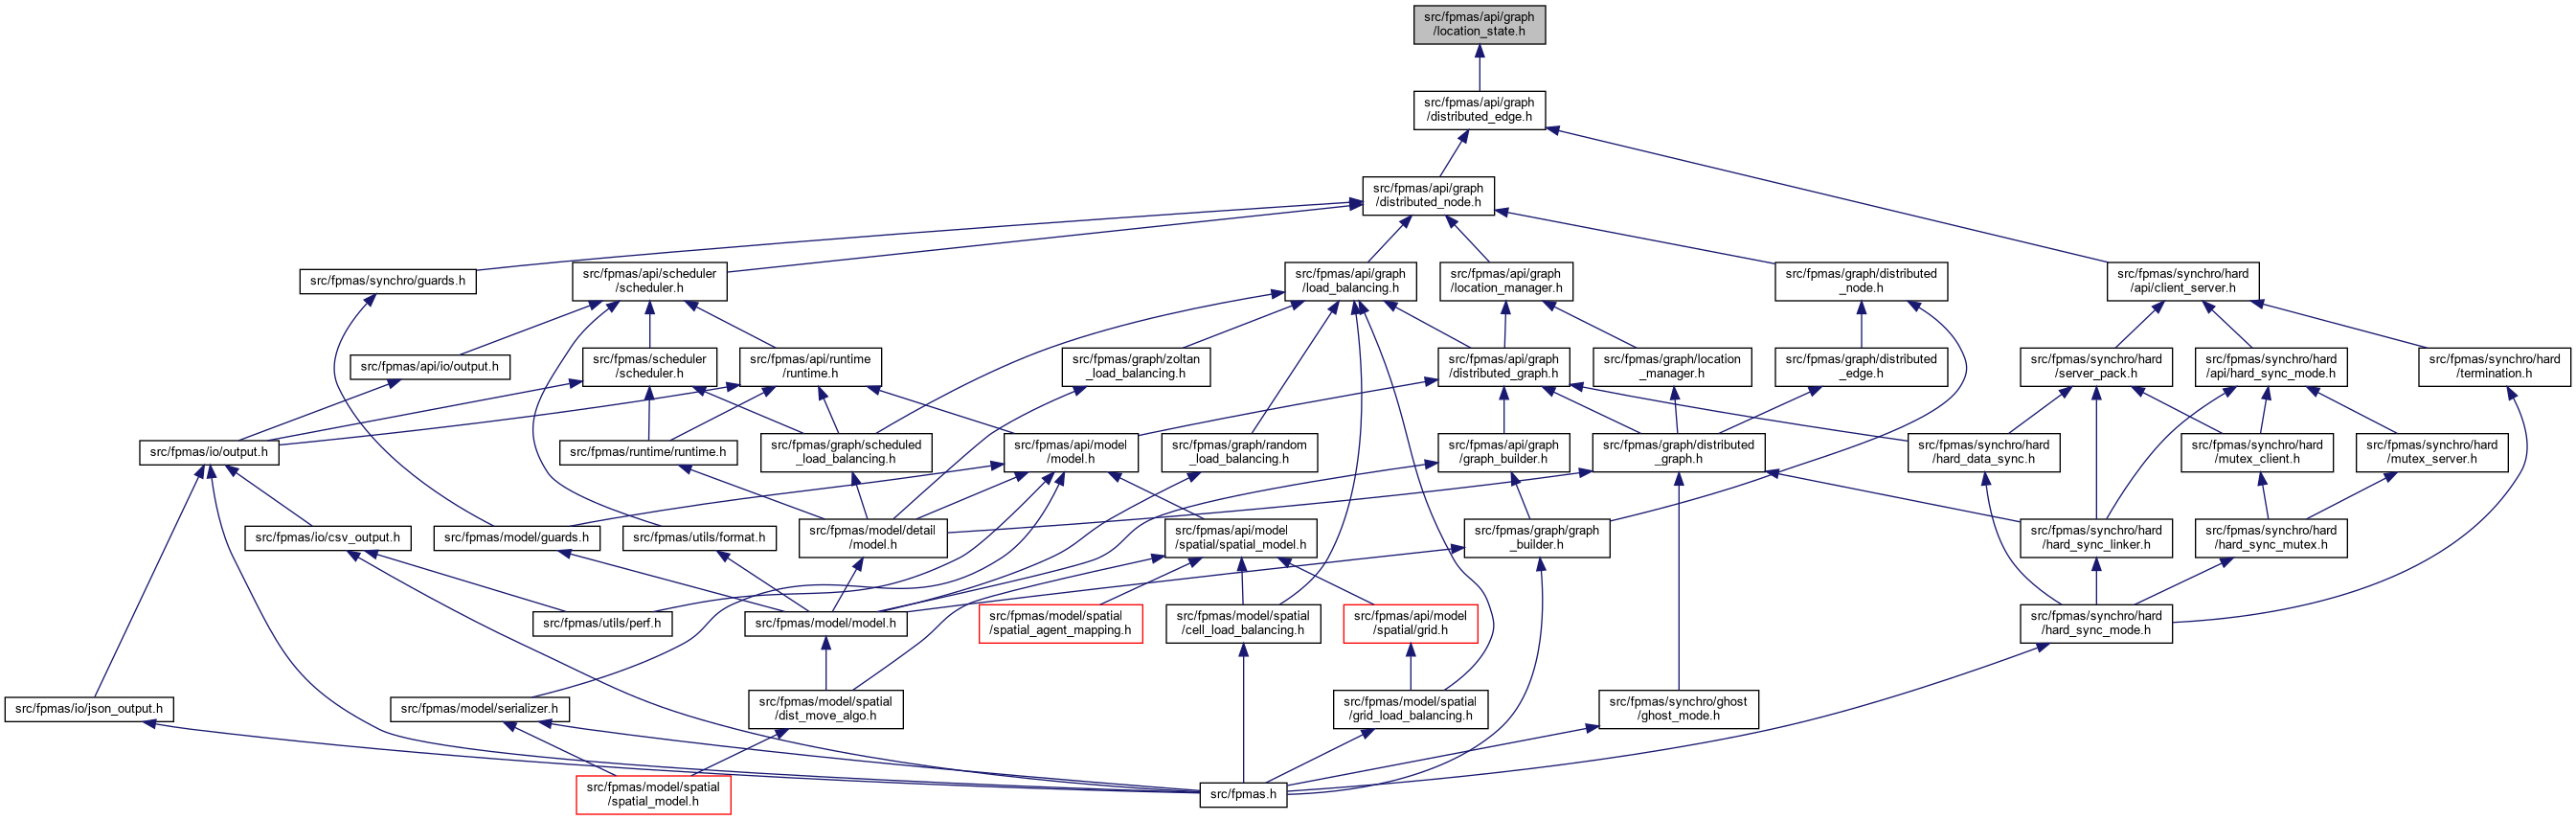 src/fpmas/api/graph
/location_state.h
src/fpmas/api/graph
/distributed_edge.h
src/fpmas/api/graph
/distributed_node.h
src/fpmas/synchro/guards.h
src/fpmas/api/scheduler
/scheduler.h
src/fpmas/api/graph
/load_balancing.h
src/fpmas/api/graph
/location_manager.h
src/fpmas/graph/distributed
_node.h
src/fpmas/synchro/hard
/api/client_server.h
src/fpmas/api/io/output.h
src/fpmas/scheduler
/scheduler.h
src/fpmas/api/runtime
/runtime.h
src/fpmas/graph/zoltan
_load_balancing.h
src/fpmas/api/graph
/distributed_graph.h
src/fpmas/graph/location
_manager.h
src/fpmas/graph/distributed
_edge.h
src/fpmas/synchro/hard
/server_pack.h
src/fpmas/synchro/hard
/api/hard_sync_mode.h
src/fpmas/synchro/hard
/termination.h
src/fpmas/io/output.h
src/fpmas/runtime/runtime.h
src/fpmas/graph/scheduled
_load_balancing.h
src/fpmas/api/model
/model.h
src/fpmas/graph/random
_load_balancing.h
src/fpmas/api/graph
/graph_builder.h
src/fpmas/graph/distributed
_graph.h
src/fpmas/synchro/hard
/hard_data_sync.h
src/fpmas/synchro/hard
/mutex_client.h
src/fpmas/synchro/hard
/mutex_server.h
src/fpmas/io/csv_output.h
src/fpmas/model/guards.h
src/fpmas/utils/format.h
src/fpmas/model/detail
/model.h
src/fpmas/api/model
/spatial/spatial_model.h
src/fpmas/graph/graph
_builder.h
src/fpmas/synchro/hard
/hard_sync_linker.h
src/fpmas/synchro/hard
/hard_sync_mutex.h
src/fpmas/utils/perf.h
src/fpmas/model/model.h
src/fpmas/model/spatial
/spatial_agent_mapping.h
src/fpmas/model/spatial
/cell_load_balancing.h
src/fpmas/api/model
/spatial/grid.h
src/fpmas/synchro/hard
/hard_sync_mode.h
src/fpmas/io/json_output.h
src/fpmas/model/serializer.h
src/fpmas/model/spatial
/dist_move_algo.h
src/fpmas/model/spatial
/grid_load_balancing.h
src/fpmas/synchro/ghost
/ghost_mode.h
src/fpmas/model/spatial
/spatial_model.h
src/fpmas.h